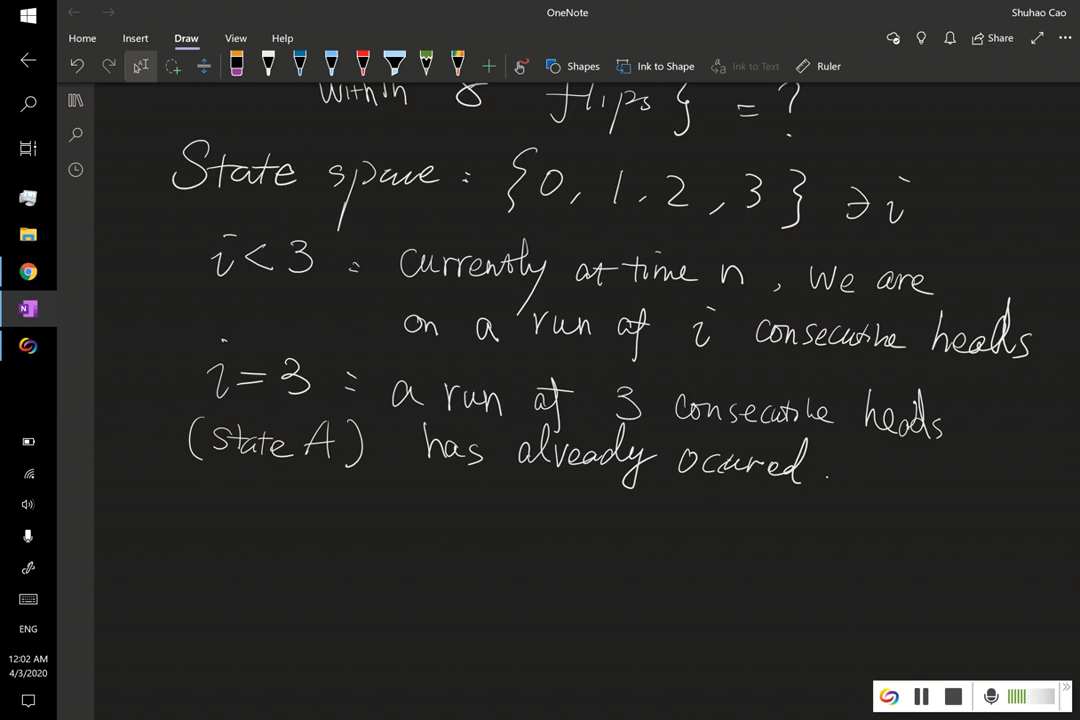 OneNote
Shuhao Cao
Home Insert Draw View Help
Shapes
Ink to Shape
Ink to Text
Ruler
Share
within 8 flips } = ?
State space : { 0, 1, 2, 3 } ∋ i
i < 3 : currently at time n, we are
on a run of i consecutive heads
i = 3 : a run of 3 consecutive heads
(state A) has already occured.
ENG
12:02 AM
4/3/2020